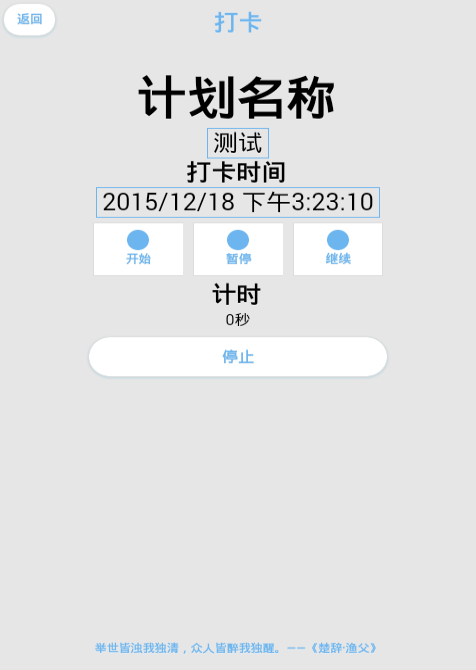 返回
打卡
计划名称
测试
打卡时间
2015/12/18 下午3:23:10
开始
暂停
继续
计时
0秒
停止
举世皆浊我独清，众人皆醉我独醒。——《楚辞·渔父》